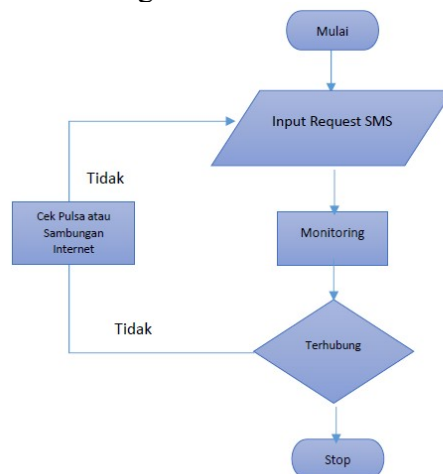 Mulai
Input Request SMS
Tidak
Cek Pulsa atau
Sambungan
Internet
Monitoring
Tidak
Terhubung
Stop